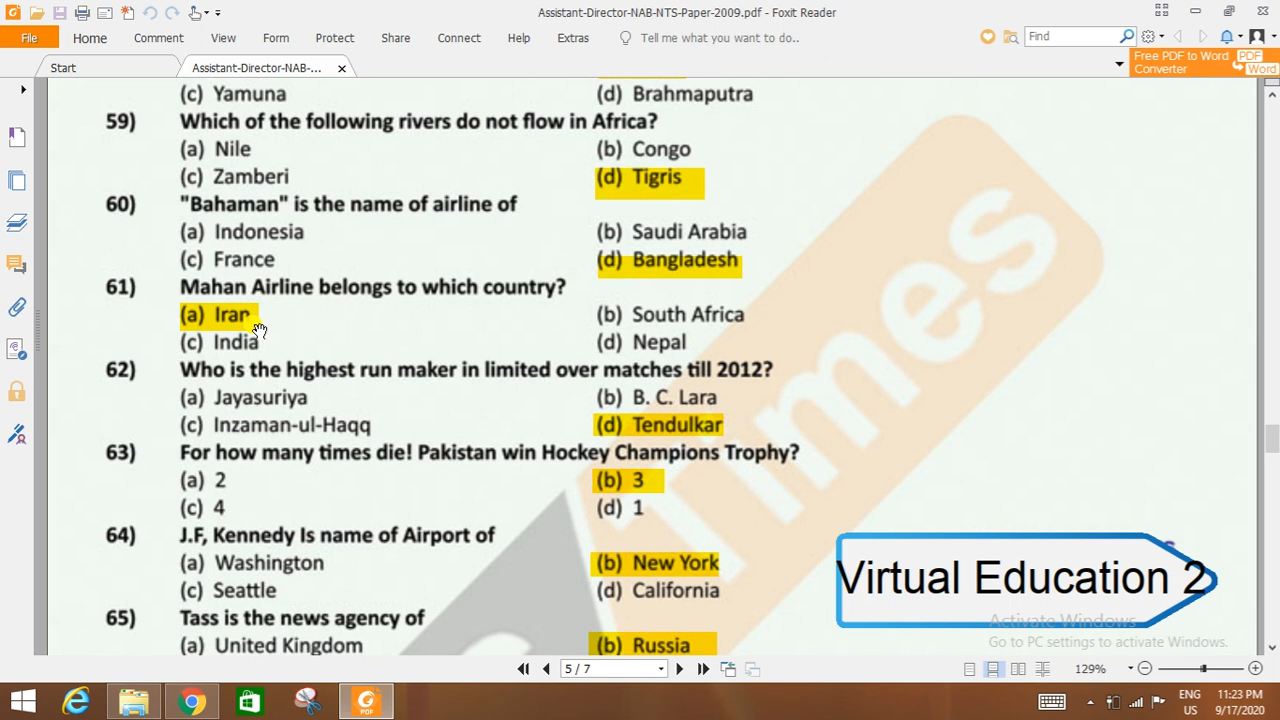 Assistant-Director-NAB-NTS-Paper-2009.pdf - Foxit Reader
File Home Comment View Form Protect Share Connect Help Extras Tell me what you want to do.. Find
Start Assistant-Director-NAB-... Free PDF to Word Converter PDF Word
(c) Yamuna (d) Brahmaputra
59) Which of the following rivers do not flow in Africa?
(a) Nile (b) Congo
(c) Zamberi (d) Tigris
60) "Bahaman" is the name of airline of
(a) Indonesia (b) Saudi Arabia
(c) France (d) Bangladesh
61) Mahan Airline belongs to which country?
(a) Iran (b) South Africa
(c) India (d) Nepal
62) Who is the highest run maker in limited over matches till 2012?
(a) Jayasuriya (b) B. C. Lara
(c) Inzaman-ul-Haqq (d) Tendulkar
63) For how many times die! Pakistan win Hockey Champions Trophy?
(a) 2 (b) 3
(c) 4 (d) 1
64) J.F, Kennedy Is name of Airport of
(a) Washington (b) New York
(c) Seattle (d) California
65) Tass is the news agency of
(a) United Kingdom (b) Russia
Times
Virtual Education 2
Activate Windows
Go to PC settings to activate Windows.
5 / 7 129%
ENG 11:23 PM
US 9/17/2020